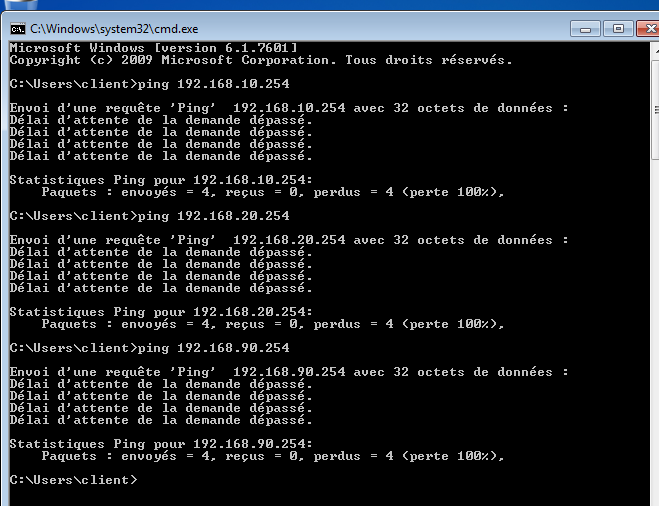 C:\Windows\system32\cmd.exe
Microsoft Windows [version 6.1.7601]
Copyright (c) 2009 Microsoft Corporation. Tous droits réservés.
C:\Users\client>ping 192.168.10.254
Envoi d'une requête 'Ping'  192.168.10.254 avec 32 octets de données :
Délai d'attente de la demande dépassé.
Délai d'attente de la demande dépassé.
Délai d'attente de la demande dépassé.
Délai d'attente de la demande dépassé.
Statistiques Ping pour 192.168.10.254:
    Paquets : envoyés = 4, reçus = 0, perdus = 4 (perte 100%),
C:\Users\client>ping 192.168.20.254
Envoi d'une requête 'Ping'  192.168.20.254 avec 32 octets de données :
Délai d'attente de la demande dépassé.
Délai d'attente de la demande dépassé.
Délai d'attente de la demande dépassé.
Délai d'attente de la demande dépassé.
Statistiques Ping pour 192.168.20.254:
    Paquets : envoyés = 4, reçus = 0, perdus = 4 (perte 100%),
C:\Users\client>ping 192.168.90.254
Envoi d'une requête 'Ping'  192.168.90.254 avec 32 octets de données :
Délai d'attente de la demande dépassé.
Délai d'attente de la demande dépassé.
Délai d'attente de la demande dépassé.
Délai d'attente de la demande dépassé.
Statistiques Ping pour 192.168.90.254:
    Paquets : envoyés = 4, reçus = 0, perdus = 4 (perte 100%),
C:\Users\client>